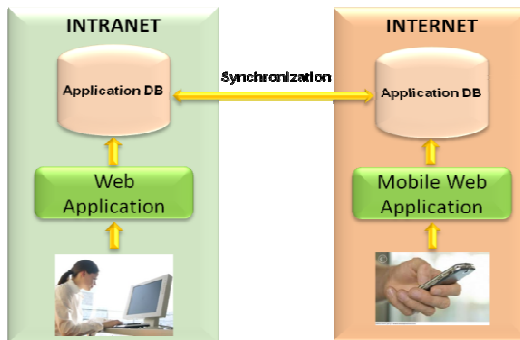 INTRANET
Application DB
Web
Application
Synchronization
INTERNET
Application DB
Mobile Web
Application